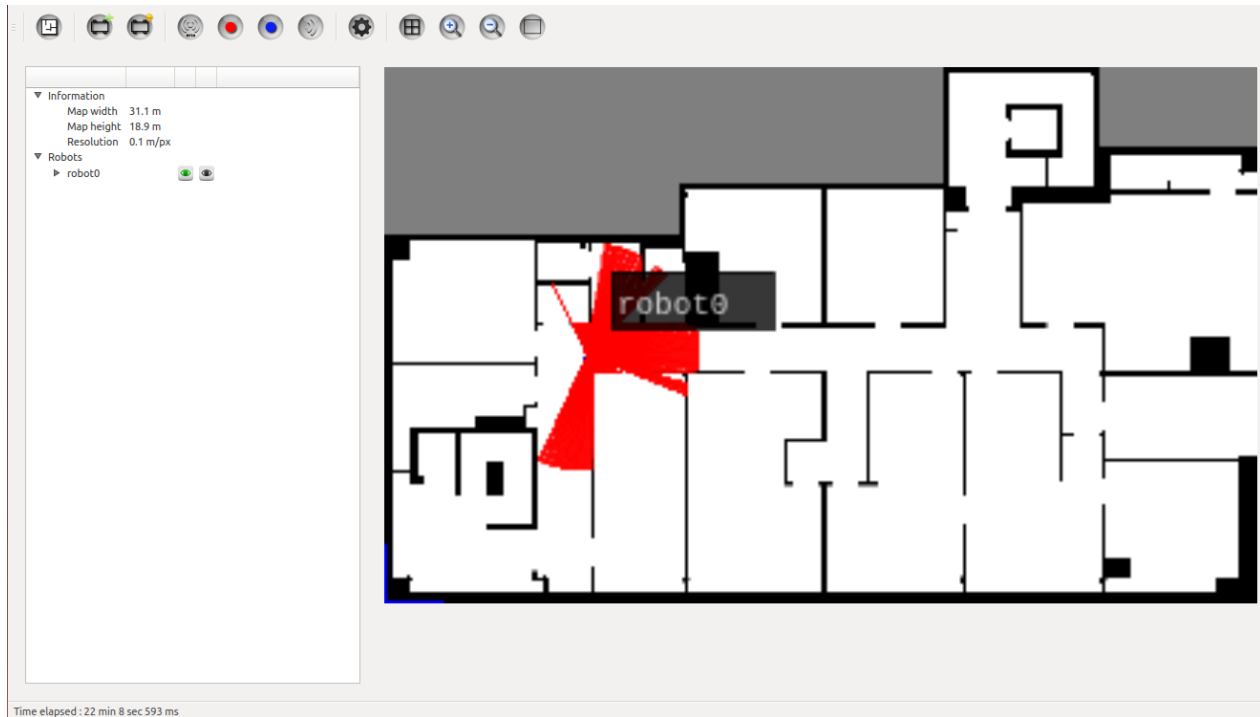 Information
Map width 31.1 m
Map height 18.9 m
Resolution 0.1 m/px
Robots
robot0
robot0
Time elapsed : 22 min 8 sec 593 ms